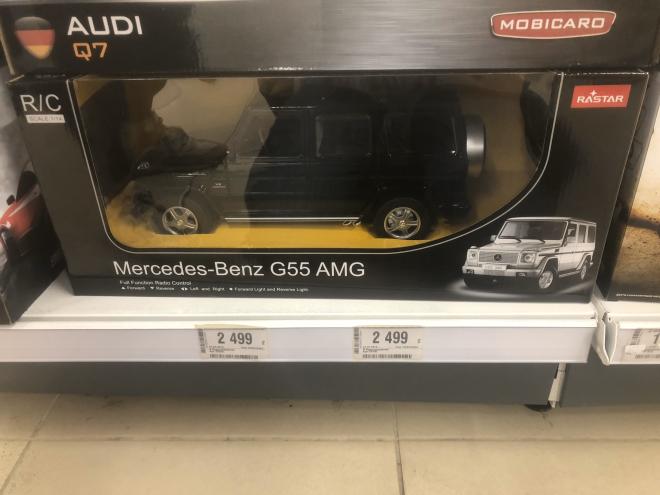 AUDI
Q7
MOBICARO
R/C
SCALE 1:14
RASTAR
Mercedes-Benz G55 AMG
Full Function Radio Control
▲ Forward ▼ Reverse ◀▶ Left and Right ✹ Forward Light and Reverse Light
2 499
2 499